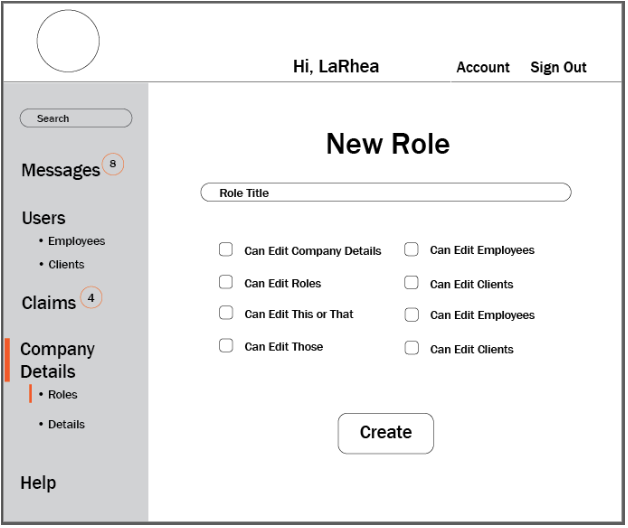 Hi, LaRhea
Account
Sign Out
Search
Messages 8
Users
• Employees
• Clients
Claims 4
Company
Details
• Roles
• Details
Help
New Role
Role Title
Can Edit Company Details
Can Edit Employees
Can Edit Roles
Can Edit Clients
Can Edit This or That
Can Edit Employees
Can Edit Those
Can Edit Clients
Create